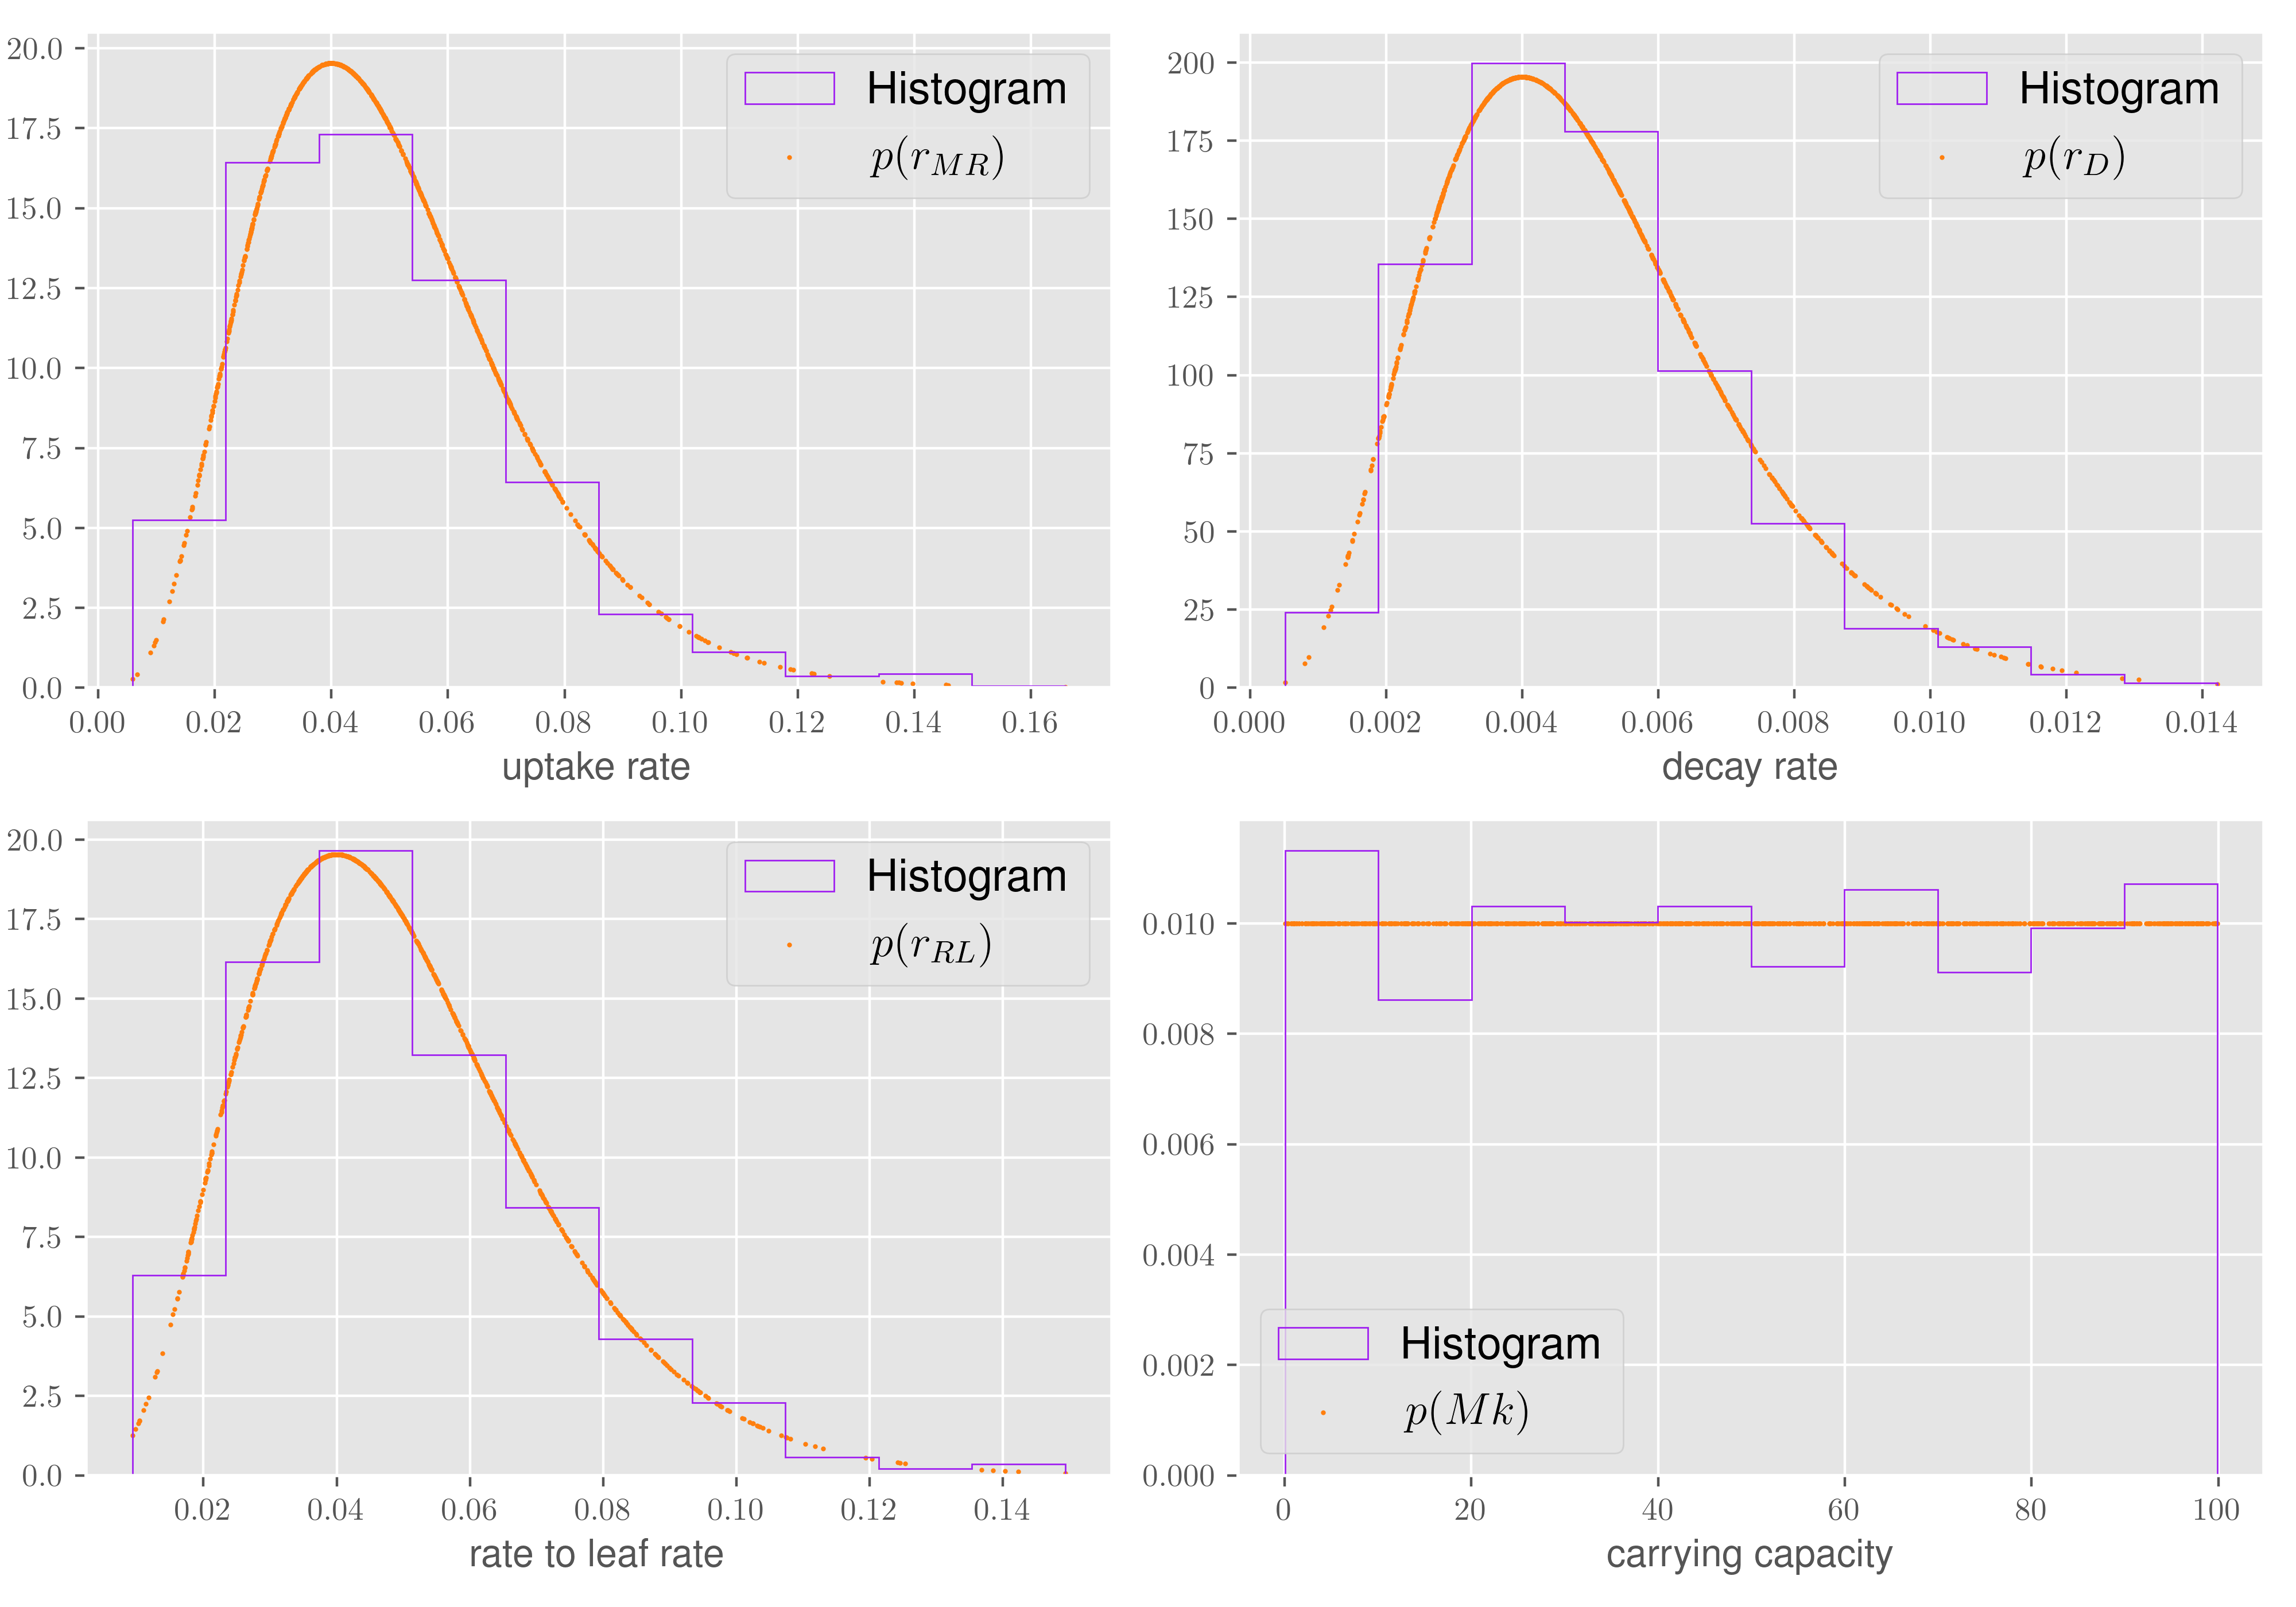 20.0
17.5
15.0
12.5
10.0
7.5
5.0
2.5
0.0
0.00 0.02 0.04 0.06 0.08 0.10 0.12 0.14 0.16
uptake rate
Histogram
p(r_{MR})
200
175
150
125
100
75
50
25
0
0.000 0.002 0.004 0.006 0.008 0.010 0.012 0.014
decay rate
Histogram
p(r_D)
20.0
17.5
15.0
12.5
10.0
7.5
5.0
2.5
0.0
0.02 0.04 0.06 0.08 0.10 0.12 0.14
rate to leaf rate
Histogram
p(r_{RL})
0.010
0.008
0.006
0.004
0.002
0.000
0 20 40 60 80 100
carrying capacity
Histogram
p(Mk)